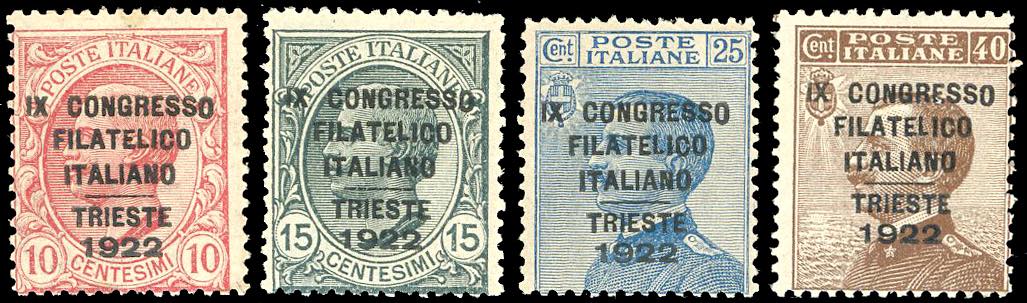 POSTE ITALIANE
IX CONGRESSO
FILATELICO
ITALIANO
TRIESTE
1922
10 CENTESIMI 10
POSTE ITALIANE
IX CONGRESSO
FILATELICO
ITALIANO
TRIESTE
1922
15 CENTESIMI 15
Cent POSTE 25
ITALIANE
IX CONGRESSO
FILATELICO
ITALIANO
TRIESTE
1922
Cent POSTE 40
ITALIANE
IX CONGRESSO
FILATELICO
ITALIANO
TRIESTE
1922